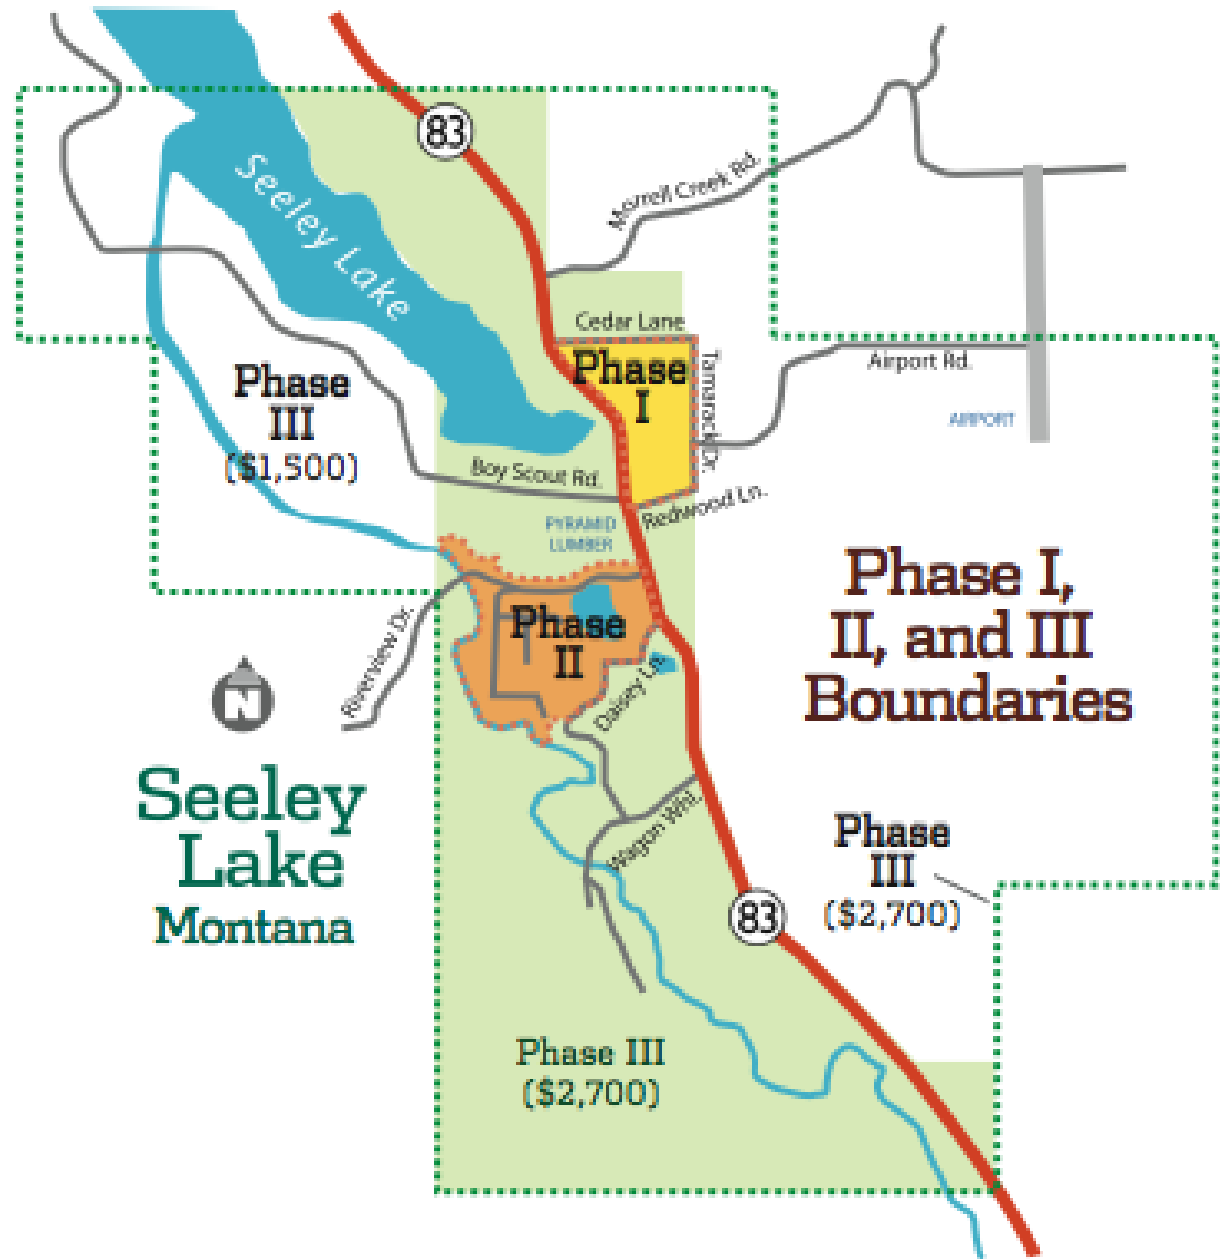 83
Seeley Lake
Morrell Creek Rd.
Cedar Lane
Phase
I
Tamarack Dr.
Airport Rd.
AIRPORT
Phase
III
($1,500)
Boy Scout Rd.
Redwood Ln.
PYRAMID
LUMBER
Phase I,
II, and III
Boundaries
Phase
II
Riverview Dr.
Daisey Ln.
N
Seeley
Lake
Montana
Wagon Whl.
Phase
III
($2,700)
83
Phase III
($2,700)